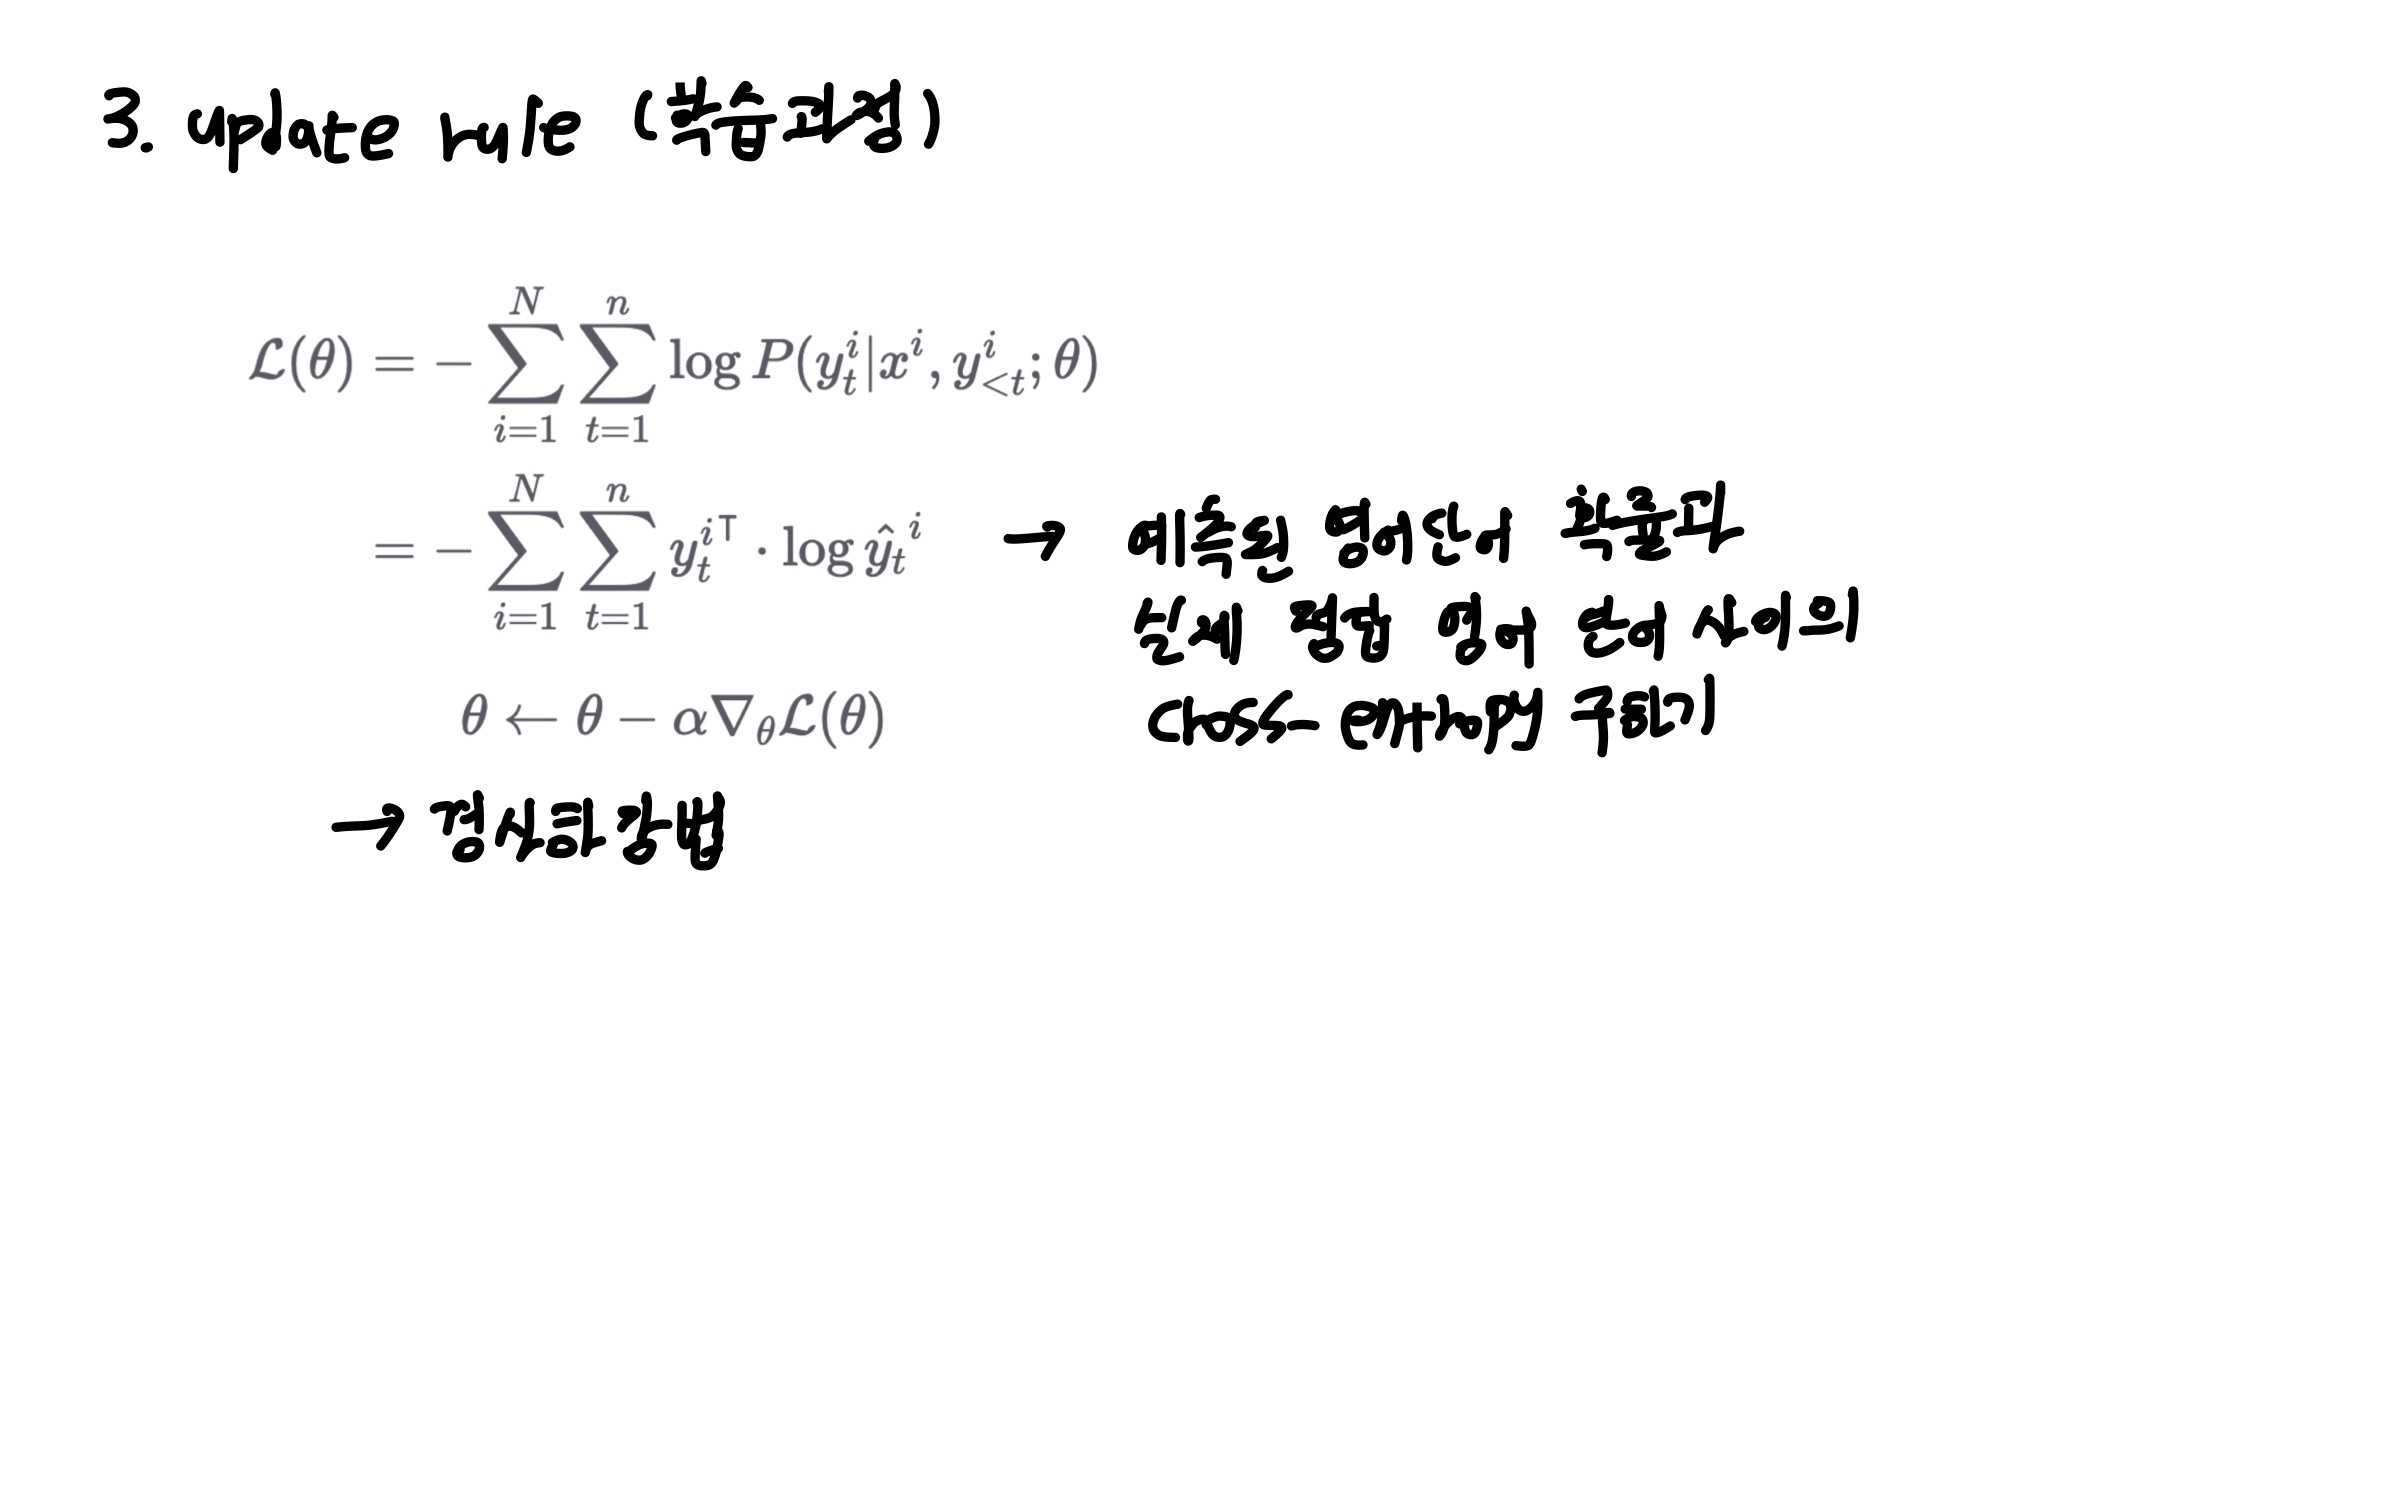 3. update rule (학습과정)
$\mathcal{L}(\theta) = -\sum_{i=1}^{N}\sum_{t=1}^{n} \log P(y_t^i|x^i, y_{<t}^i; \theta)$
$= -\sum_{i=1}^{N}\sum_{t=1}^{n} {y_t^i}^\top \cdot \log \hat{y}_t{}^i$
→ 예측된 영어단어 확률과
실제 정답 영어 단어 사이의
cross-entropy 구하기
$\theta \leftarrow \theta - \alpha\nabla_\theta \mathcal{L}(\theta)$
→ 경사하강법